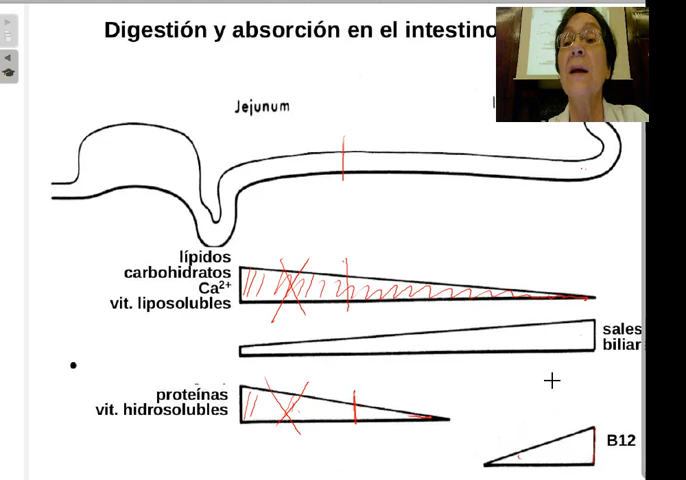 Digestión y absorción en el intestino
Jejunum
lípidos
carbohidratos
Ca²⁺
vit. liposolubles
sales
biliar
proteínas
vit. hidrosolubles
B12